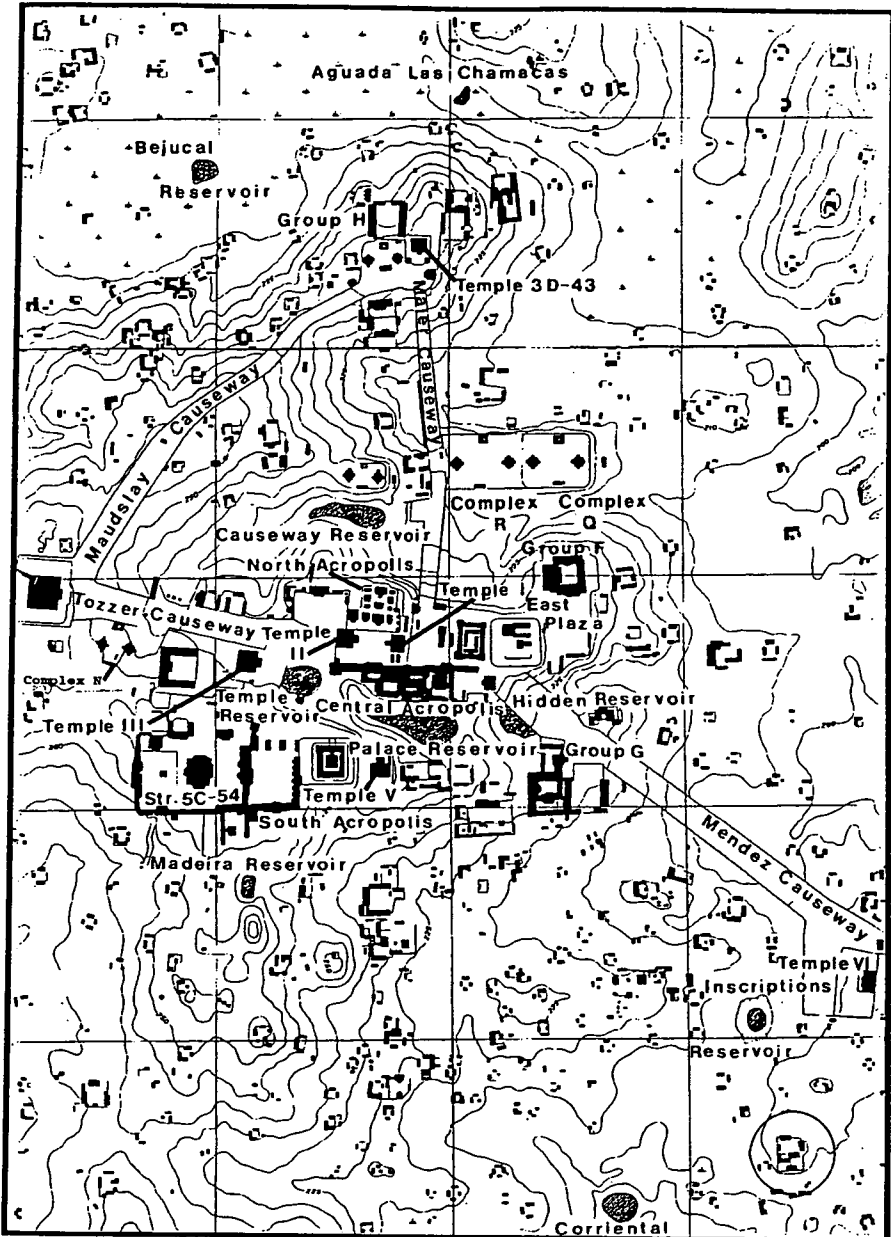 Aguada Las Chamacas
Bejucal
Reservoir
Group H
Temple 3D-43
Maler Causeway
Maudslay Causeway
Complex R
Complex Q
Causeway Reservoir
Group F
North Acropolis
Temple I
East Plaza
Tozzer Causeway
Temple II
Complex N
Temple III
Temple Reservoir
Central Acropolis
Hidden Reservoir
Palace Reservoir
Group G
Str. 5C-54
Temple V
South Acropolis
Mendez Causeway
Madeira Reservoir
Temple VI
Inscriptions
Reservoir
Corriental